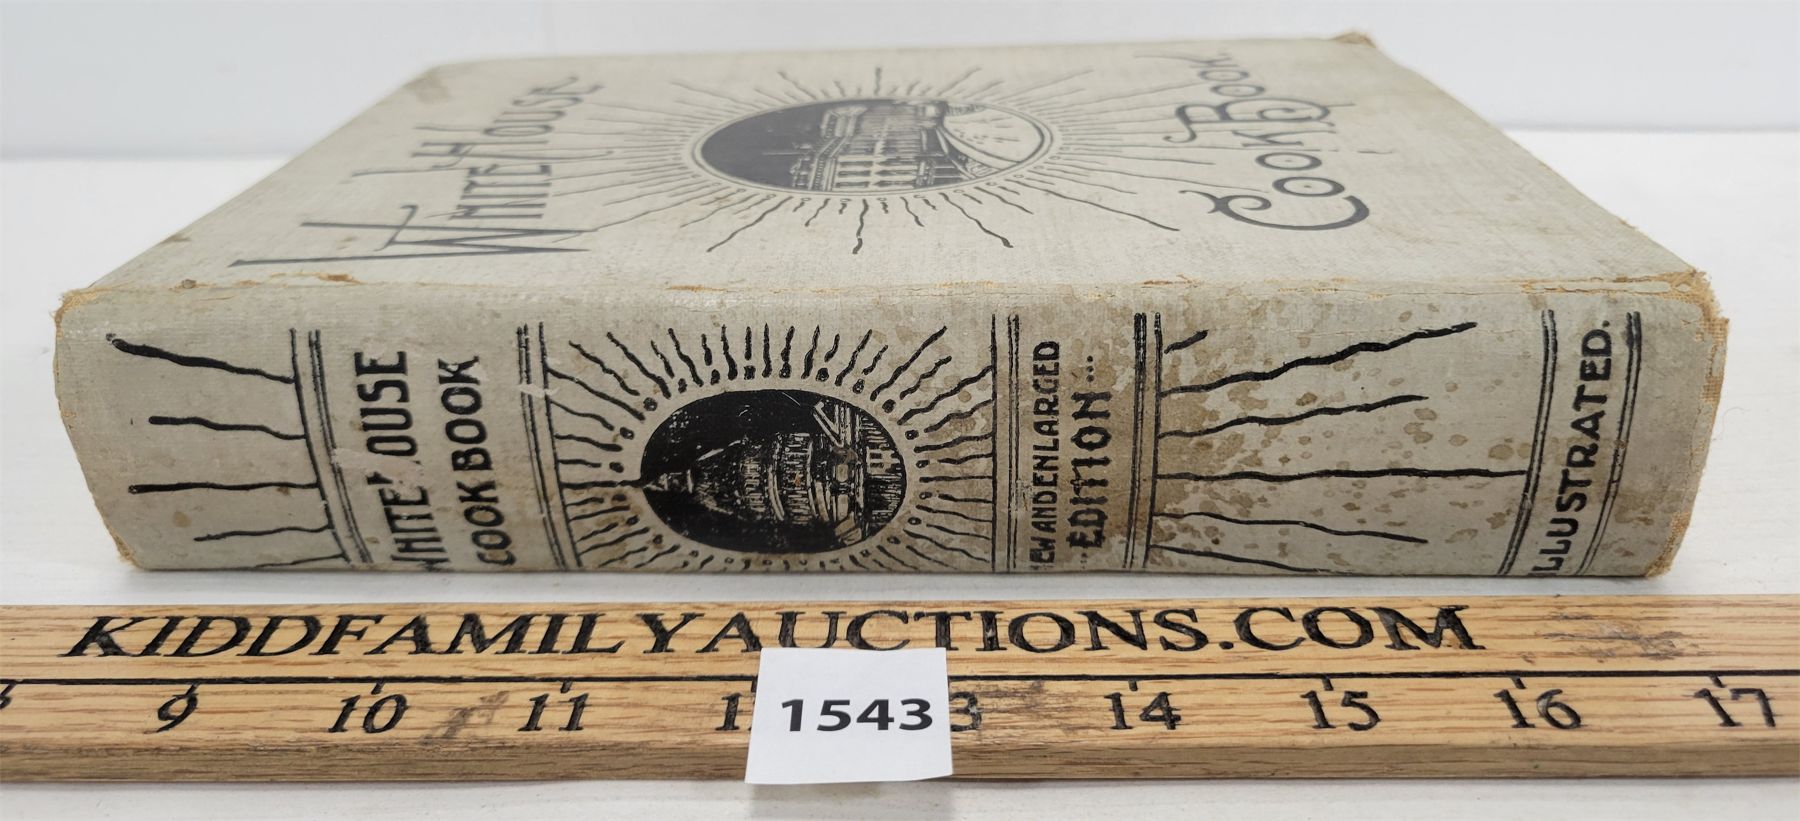 WHITE HOUSE
COOK BOOK.
WHITE HOUSE
COOK BOOK
NEW AND ENLARGED
EDITION...
ILLUSTRATED.
KIDDFAMILYAUCTIONS.COM
9 10 11 13 14 15 16 17
1543